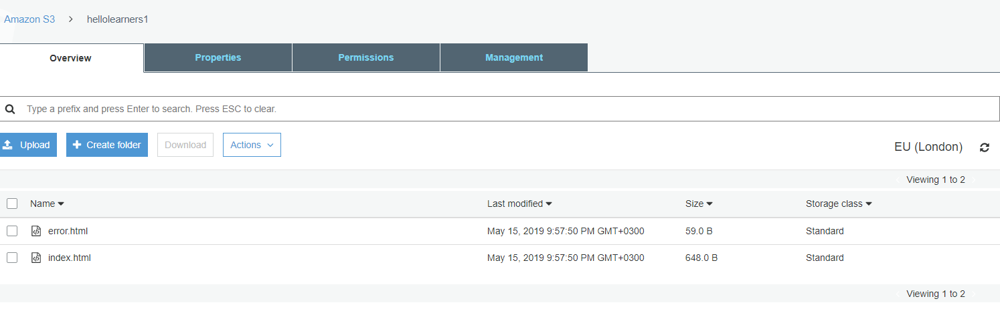 Amazon S3 > hellolearners1
Overview Properties Permissions Management
Type a prefix and press Enter to search. Press ESC to clear.
Upload Create folder Download Actions
EU (London)
Viewing 1 to 2
Name Last modified Size Storage class
error.html May 15, 2019 9:57:50 PM GMT+0300 59.0 B Standard
index.html May 15, 2019 9:57:50 PM GMT+0300 648.0 B Standard
Viewing 1 to 2